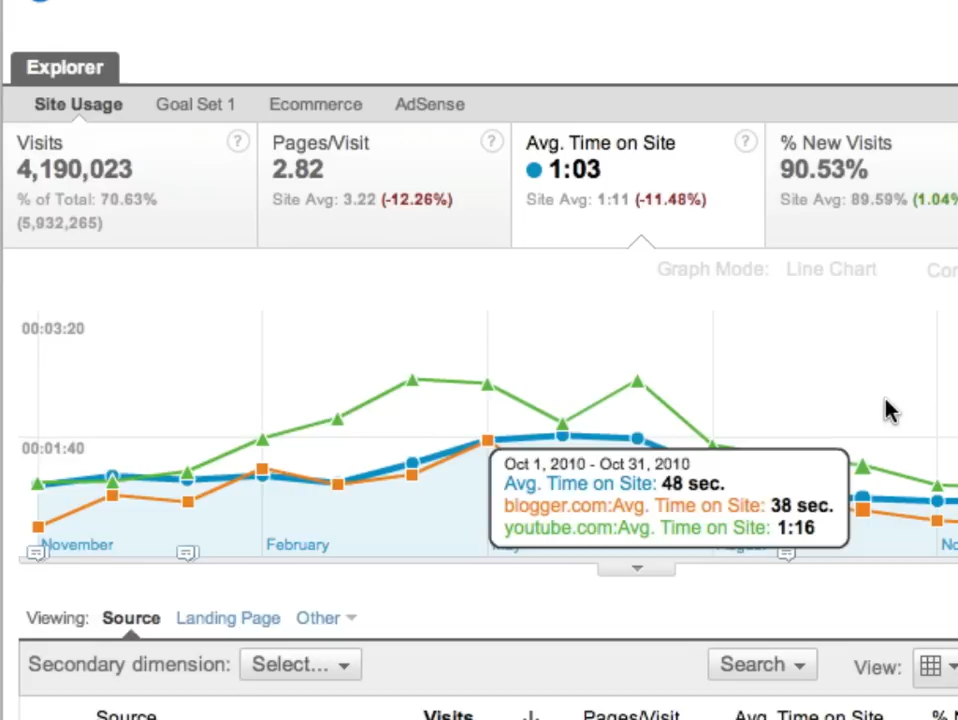 Explorer
Site Usage Goal Set 1 Ecommerce AdSense
Visits ? Pages/Visit ? Avg. Time on Site ? % New Visits
4,190,023 2.82 1:03 90.53%
% of Total: 70.63% Site Avg: 3.22 (-12.26%) Site Avg: 1:11 (-11.48%) Site Avg: 89.59% (1.04%
(5,932,265)
Graph Mode: Line Chart
00:03:20
00:01:40
Oct 1, 2010 - Oct 31, 2010
Avg. Time on Site: 48 sec.
blogger.com:Avg. Time on Site: 38 sec.
youtube.com:Avg. Time on Site: 1:16
November February
Viewing: Source Landing Page Other
Secondary dimension: Select... Search View:
Source Visits Pages/Visit Avg. Time on Site %